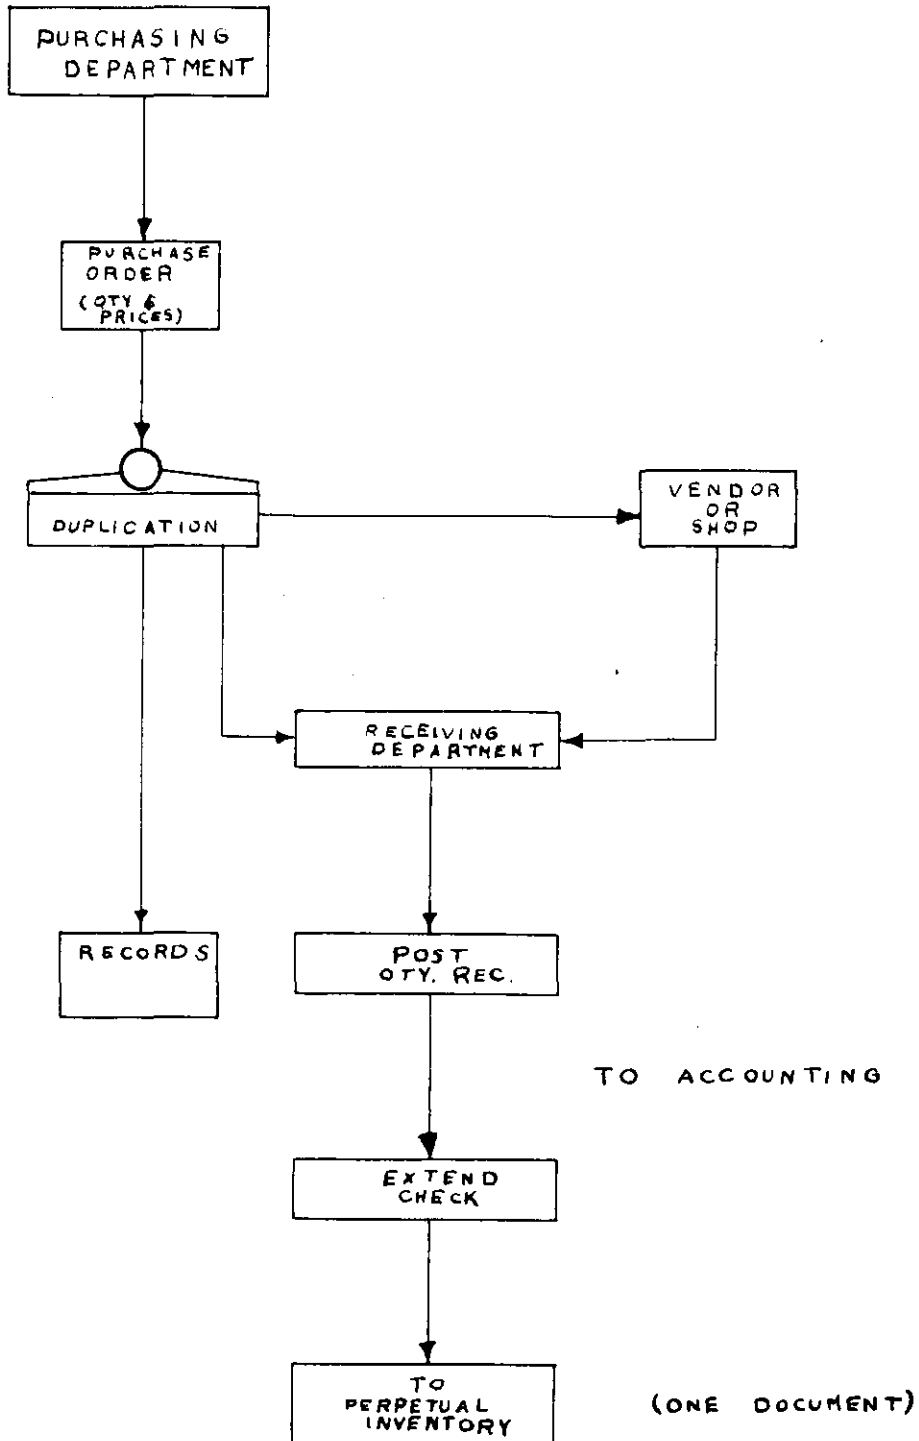 PURCHASING
DEPARTMENT
PURCHASE
ORDER
(QTY &
PRICES)
DUPLICATION
VENDOR
OR
SHOP
RECEIVING
DEPARTMENT
RECORDS
POST
QTY. REC.
TO ACCOUNTING
EXTEND
CHECK
TO
PERPETUAL
INVENTORY
(ONE DOCUMENT)